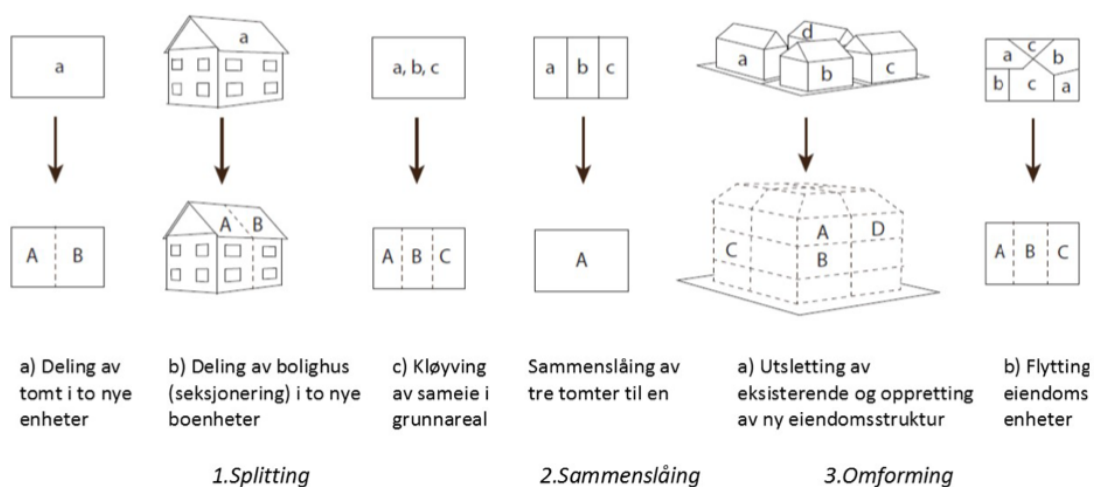 a
a
a, b, c
a b c
d
a b c
c
a b
b c a
A B
A B
A B C
A
A D
C B
A B C
a) Deling av
tomt i to nye
enheter
b) Deling av bolighus
(seksjonering) i to nye
boenheter
c) Kløyving
av sameie i
grunnareal
Sammenslåing av
tre tomter til en
a) Utsletting av
eksisterende og oppretting
av ny eiendomsstruktur
b) Flytting
eiendoms
enheter
1.Splitting
2.Sammenslåing
3.Omforming